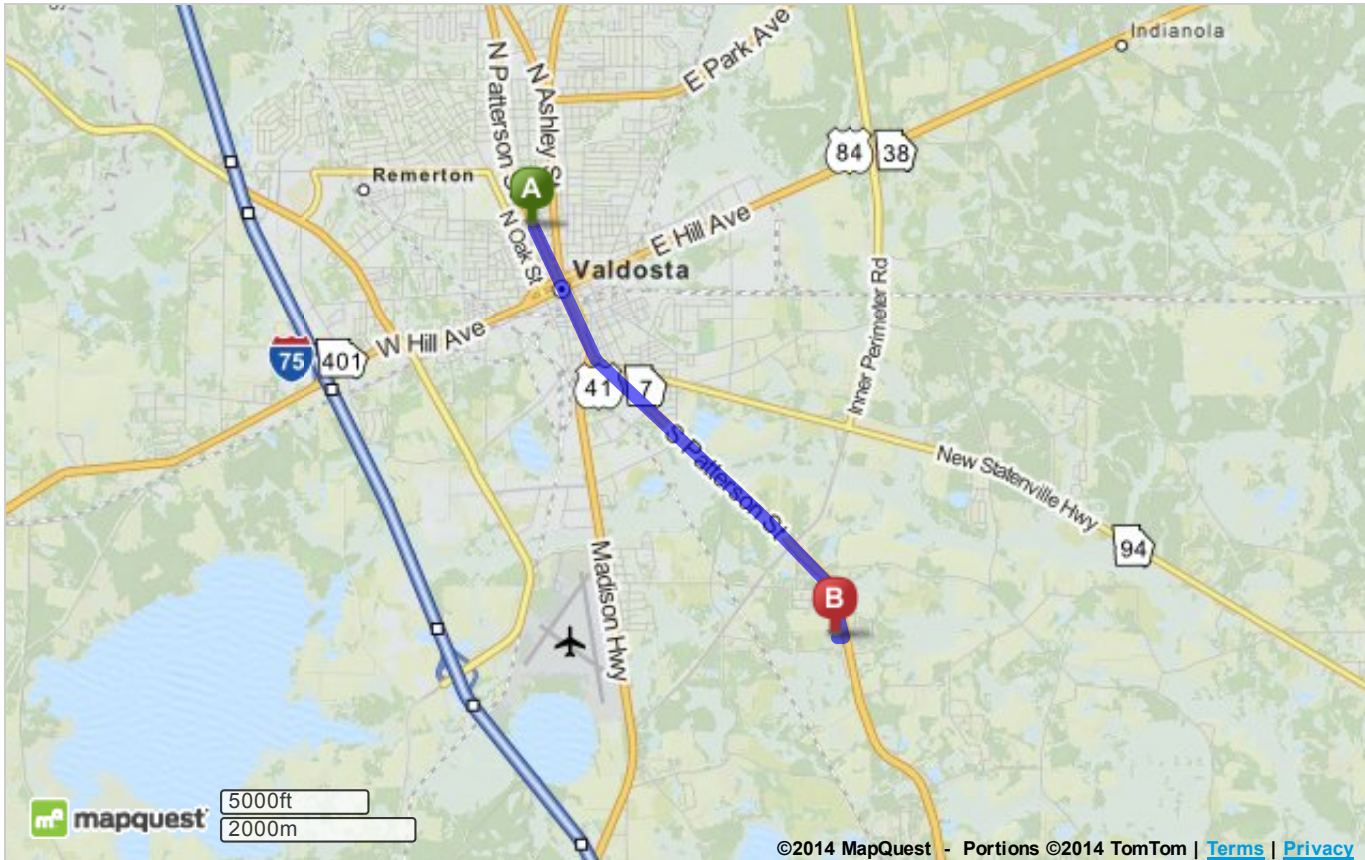 Indianola
N Patterson S
N Ashley St
E Park Ave
84
38
Remerton
A
N Oak St
E Hill Ave
Valdosta
Inner Perimeter Rd
W Hill Ave
75
401
41
7
S Patterson St
New Statenville Hwy
94
Madison Hwy
B
mapquest
5000ft
2000m
©2014 MapQuest - Portions ©2014 TomTom | Terms | Privacy